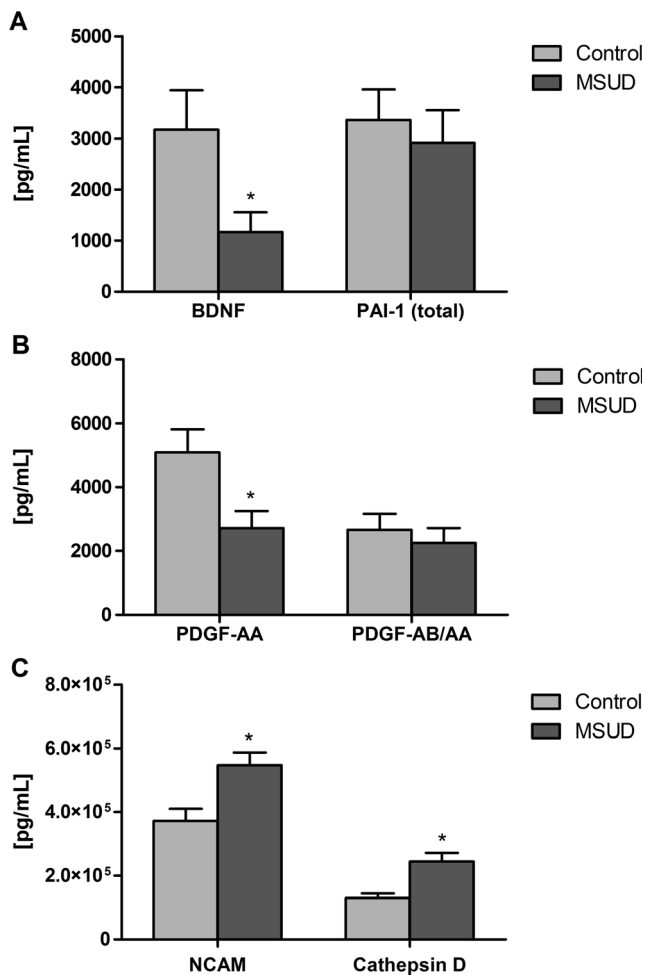 A
5000
4000
3000
2000
1000
0
[pg/mL]
*
BDNF
PAI-1 (total)
Control
MSUD
B
8000
6000
4000
2000
0
[pg/mL]
*
PDGF-AA
PDGF-AB/AA
Control
MSUD
C
8.0×10⁵
6.0×10⁵
4.0×10⁵
2.0×10⁵
0
[pg/mL]
*
*
NCAM
Cathepsin D
Control
MSUD